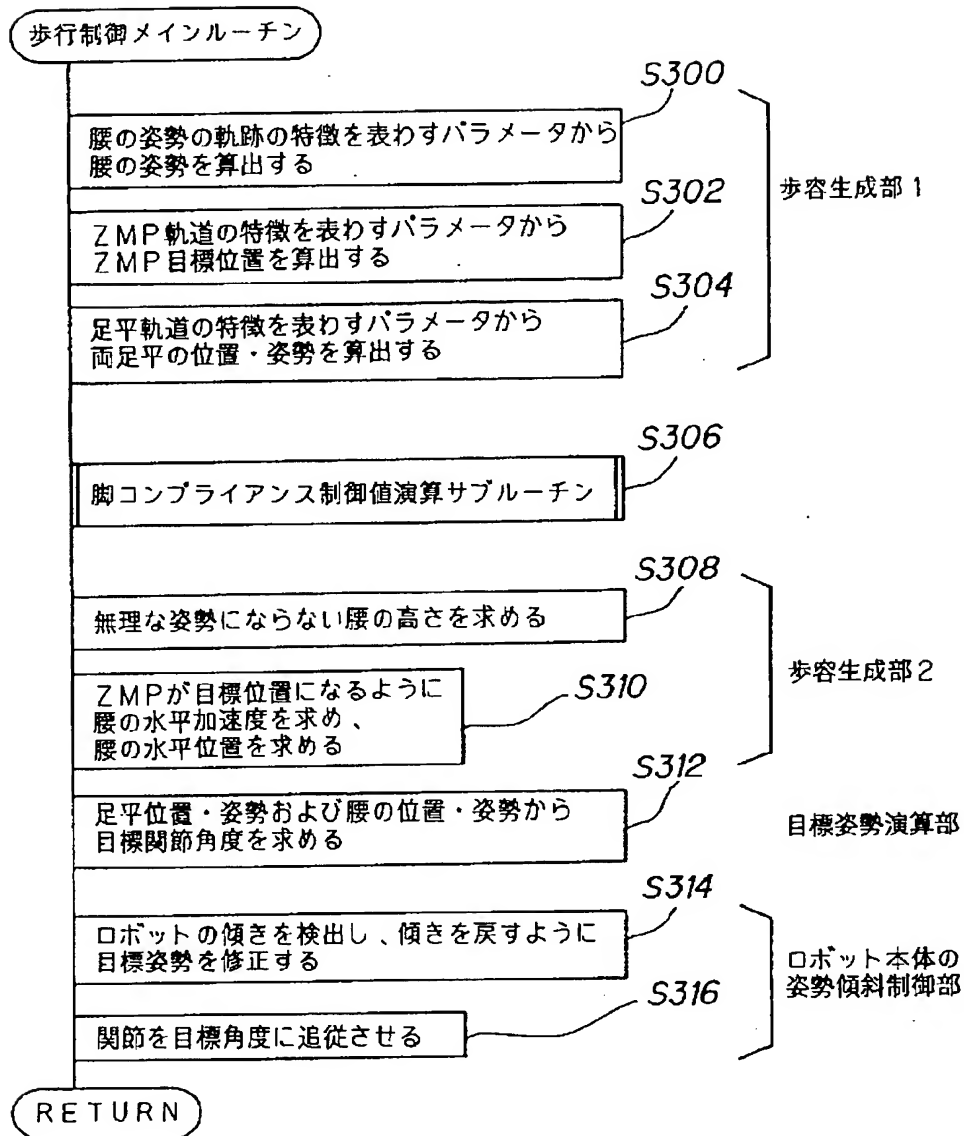 歩行制御メインルーチン
S300
腰の姿勢の軌跡の特徴を表わすパラメータから
腰の姿勢を算出する
歩容生成部1
S302
ZMP軌道の特徴を表わすパラメータから
ZMP目標位置を算出する
S304
足平軌道の特徴を表わすパラメータから
両足平の位置・姿勢を算出する
S306
脚コンプライアンス制御値演算サブルーチン
S308
無理な姿勢にならない腰の高さを求める
歩容生成部2
S310
ZMPが目標位置になるように
腰の水平加速度を求め、
腰の水平位置を求める
S312
足平位置・姿勢および腰の位置・姿勢から
目標関節角度を求める
目標姿勢演算部
S314
ロボットの傾きを検出し、傾きを戻すように
目標姿勢を修正する
ロボット本体の
姿勢傾斜制御部
S316
関節を目標角度に追従させる
RETURN